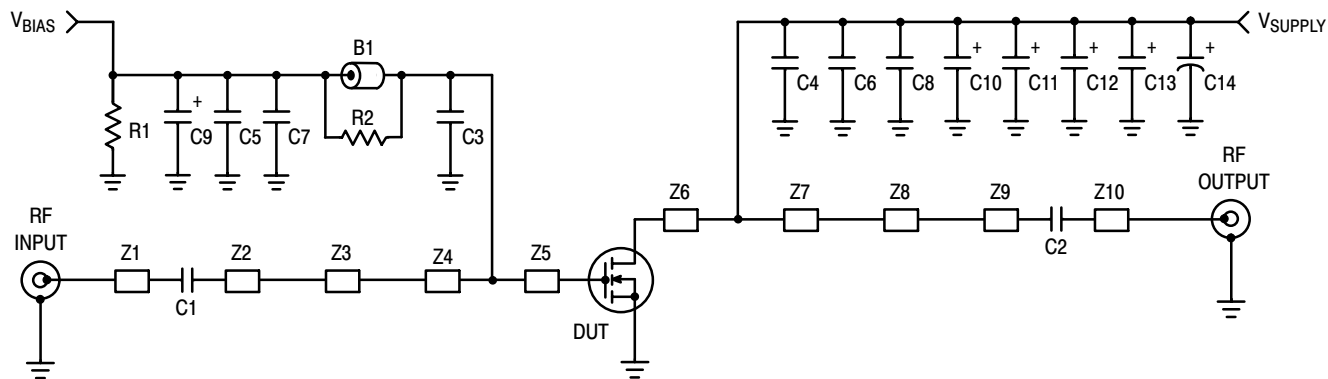 VBIAS
VSUPPLY
B1
+
+
+
+
+
+
C4
C6
C8
C10
C11
C12
C13
C14
R1
C9
C5
C7
R2
C3
RF
INPUT
RF
OUTPUT
Z6
Z7
Z8
Z9
Z10
C2
Z1
Z2
Z3
Z4
Z5
C1
DUT